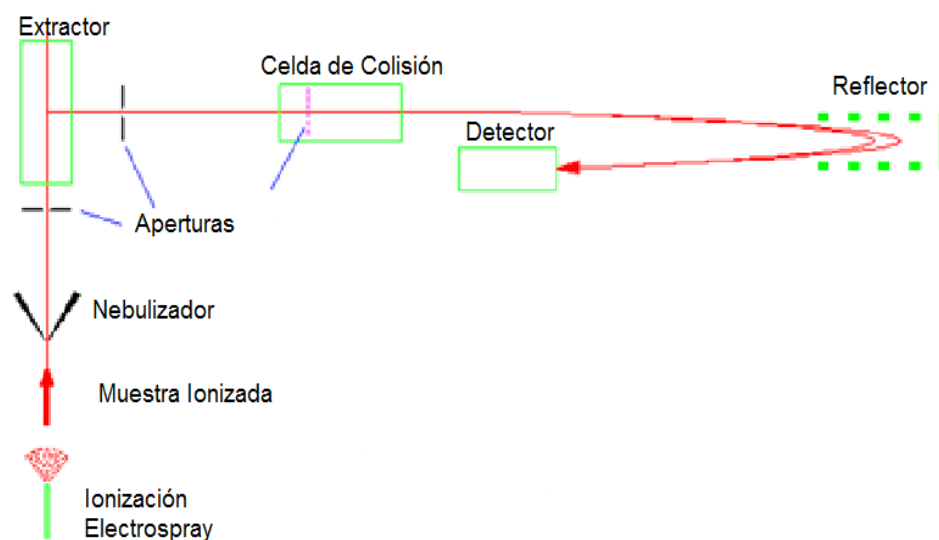 Extractor
Celda de Colisión
Reflector
Detector
Aperturas
Nebulizador
Muestra Ionizada
Ionización
Electrospray